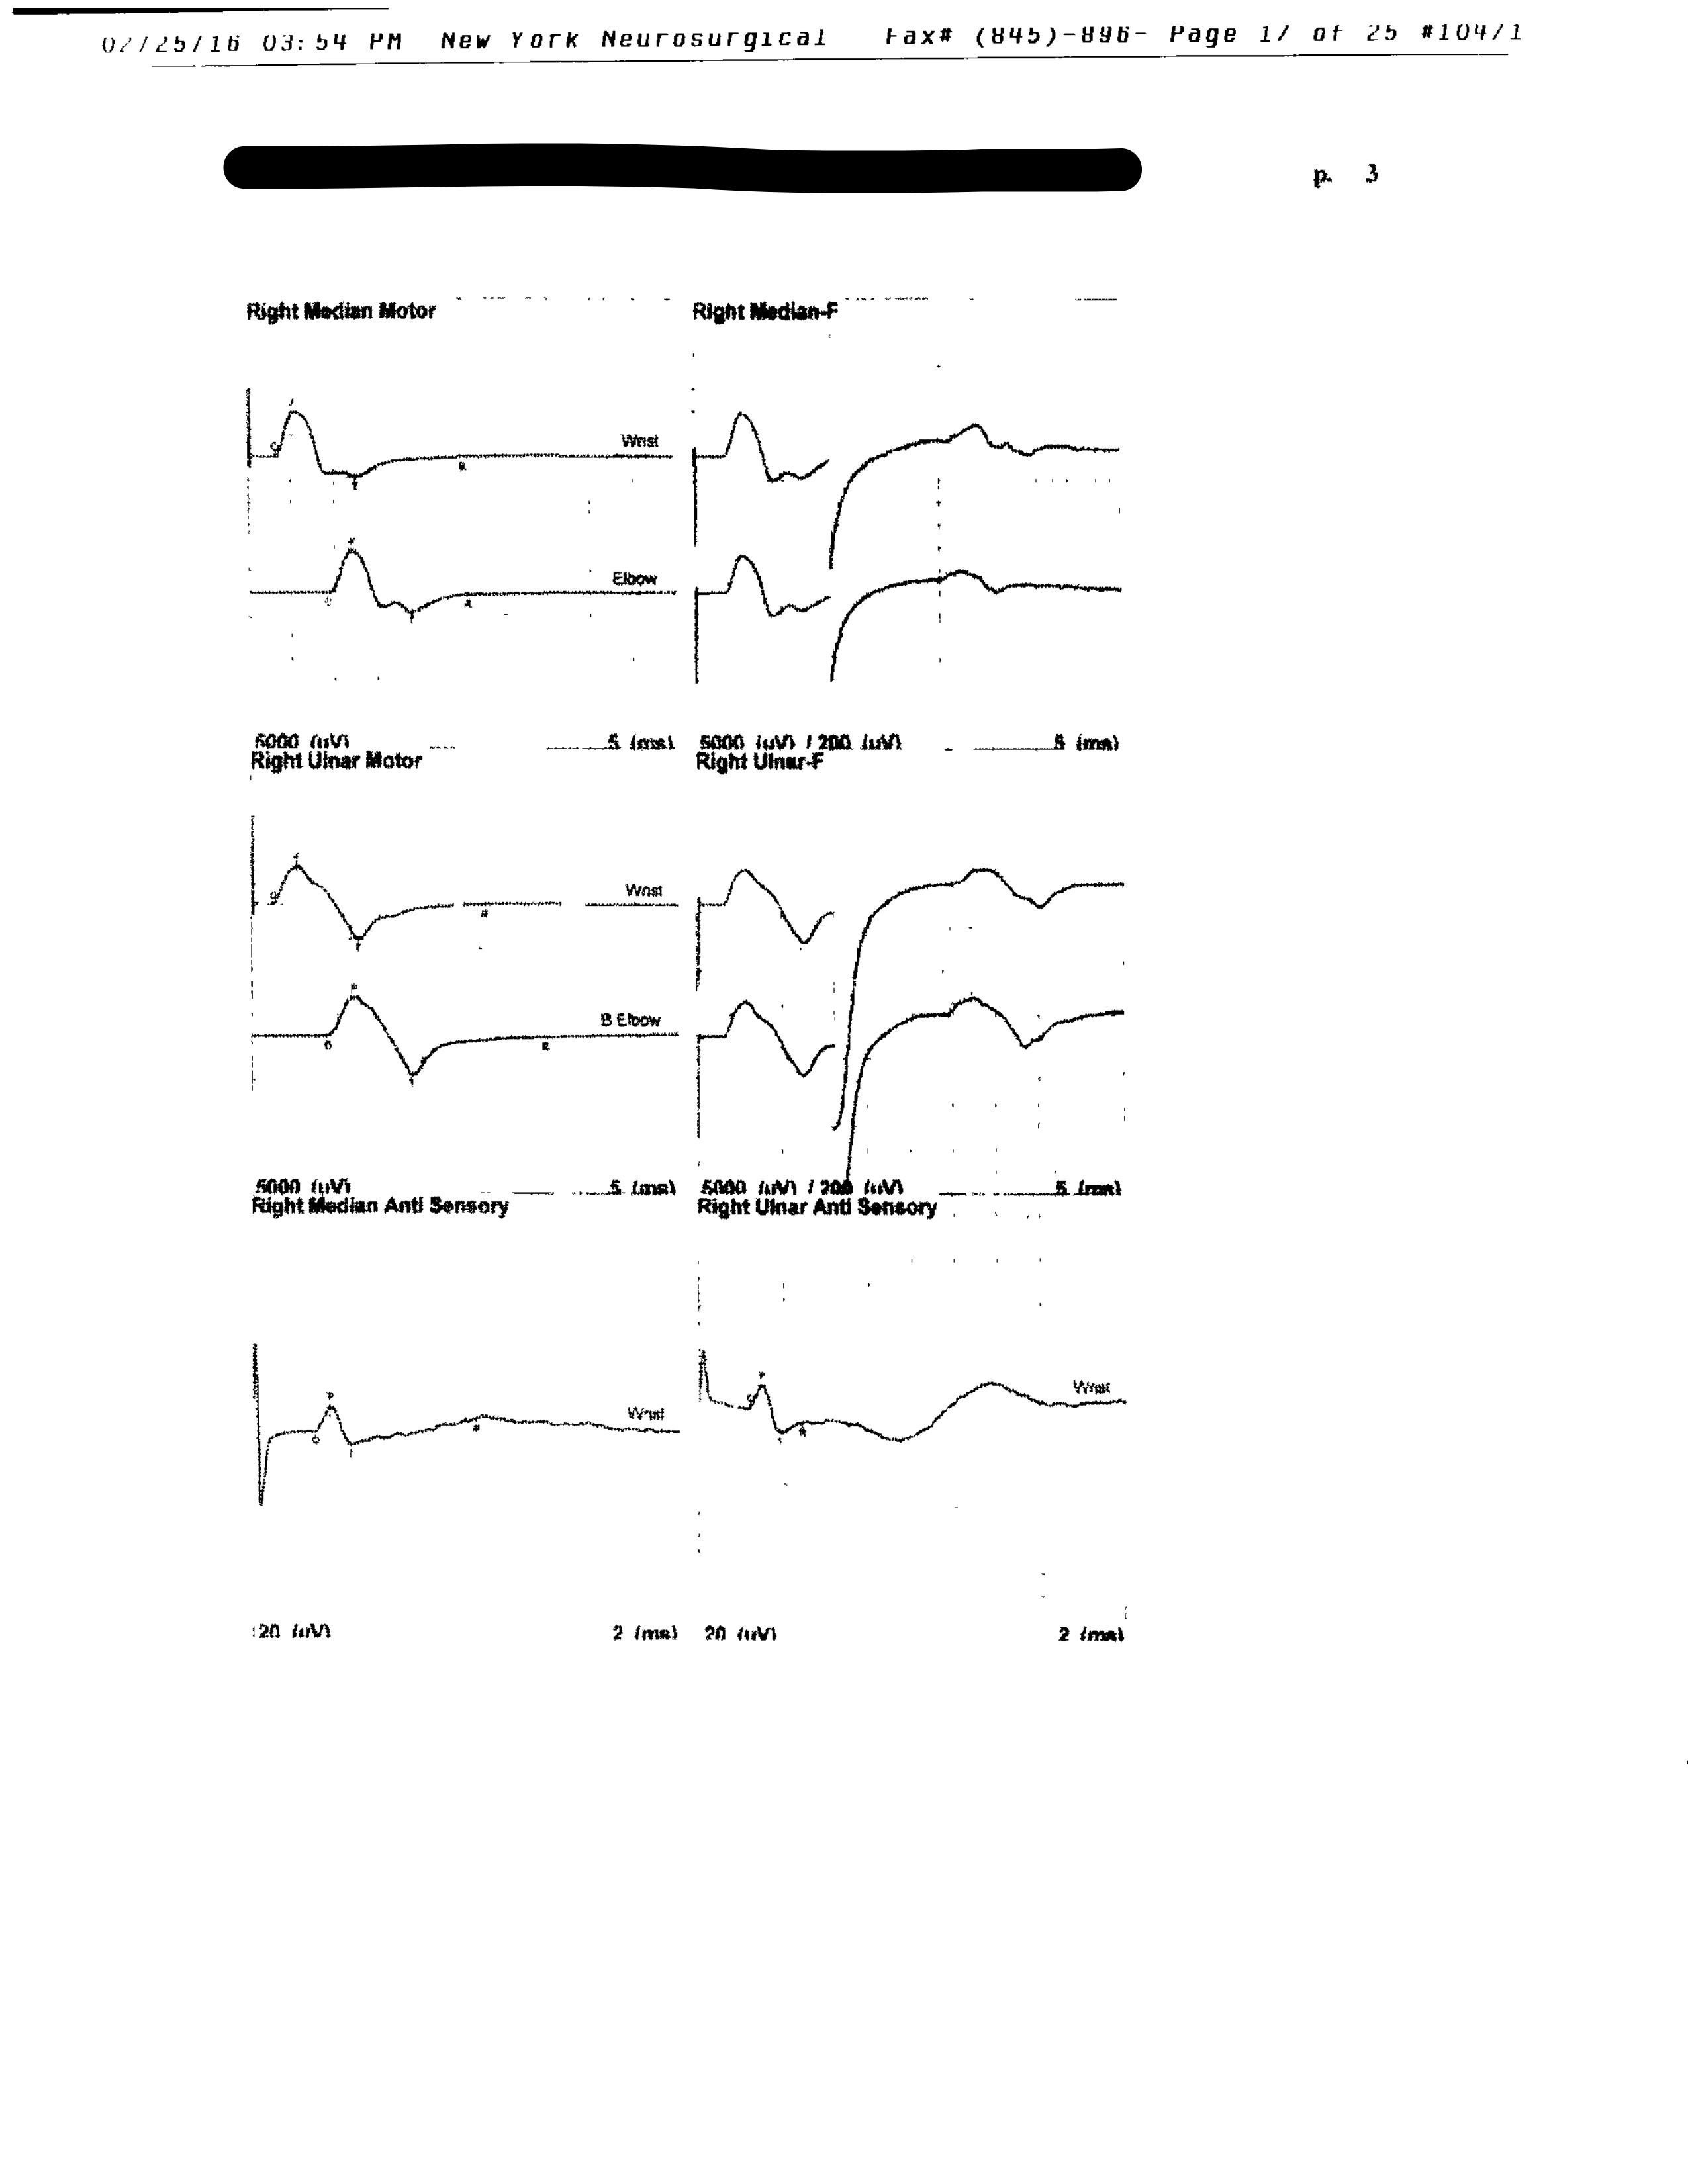 02/25/16 03:54 PM New York Neurosurgical Fax# (845)-896- Page 17 of 25 #10471
p. 3
Right Median Motor Right Median-F
Wrist
Elbow
5000 (uV) 5 (ms) 5000 (uV) / 200 (uV) 5 (ms)
Right Ulnar Motor Right Ulnar-F
Wrist
B Elbow
5000 (uV) 5 (ms) 5000 (uV) / 200 (uV) 5 (ms)
Right Median Anti Sensory Right Ulnar Anti Sensory
P
P
O
Wrist Wrist
O
T R
20 (uV) 2 (ms) 20 (uV) 2 (ms)